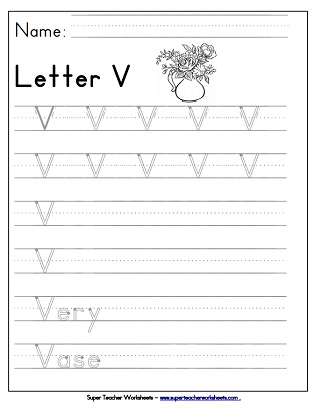 Name:
Letter V
V V V V V
V V V V V
V
V
Very
Vase
Super Teacher Worksheets - www.superteacherworksheets.com